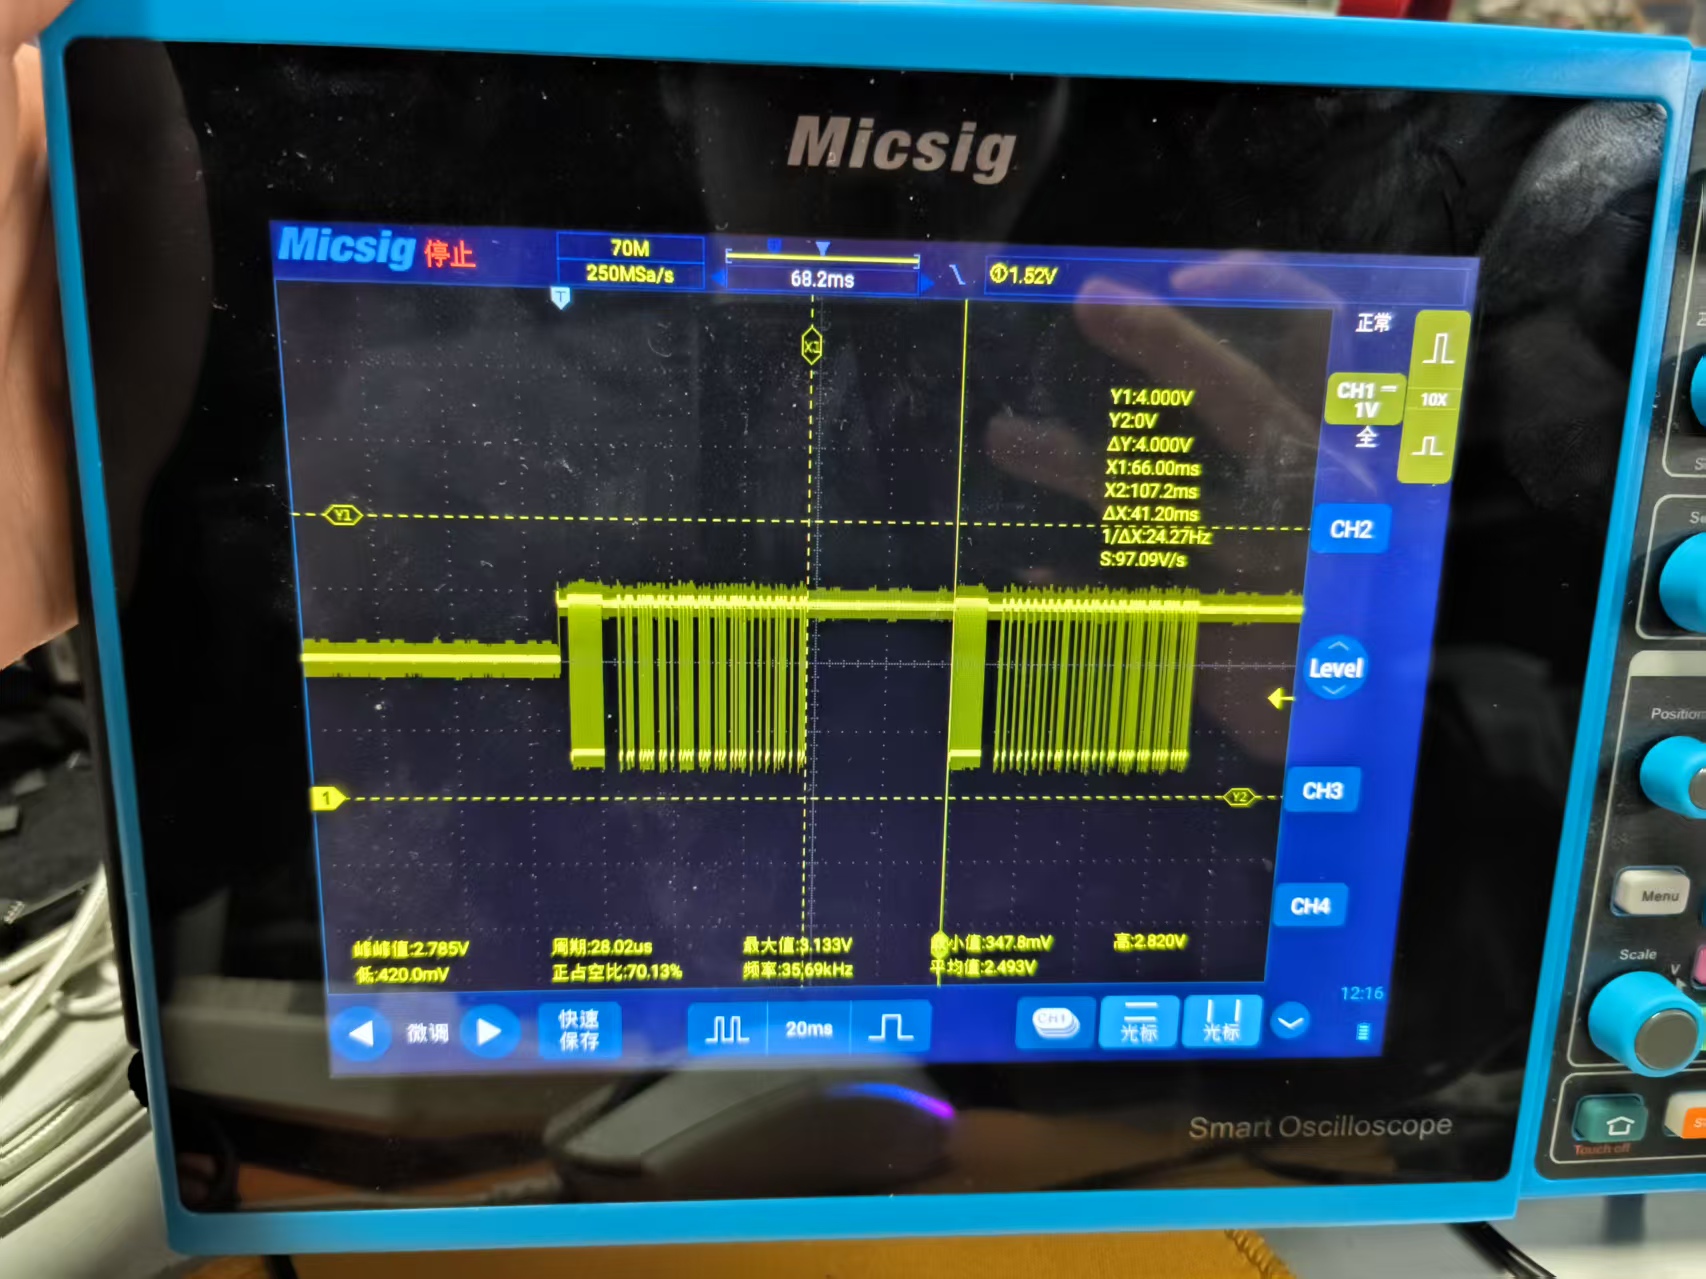 Micsig
Micsig 停止
70M
250MSa/s
68.2ms
①1.52V
T
X1
正常
CH1
1V
全
10X
Y1:4.000V
Y2:0V
ΔY:4.000V
X1:66.00ms
X2:107.2ms
ΔX:41.20ms
1/ΔX:24.27Hz
S:97.09V/s
Y1
CH2
Level
1
Y2
CH3
CH4
峰峰值:2.785V
周期:28.02us
最大值:3.133V
最小值:347.8mV
高:2.820V
低:420.0mV
正占空比:70.13%
频率:35.69kHz
平均值:2.493V
12:16
微调
快速
保存
20ms
CH1
光标
光标
Smart Oscilloscope
Position
Menu
Scale
V
Touch off